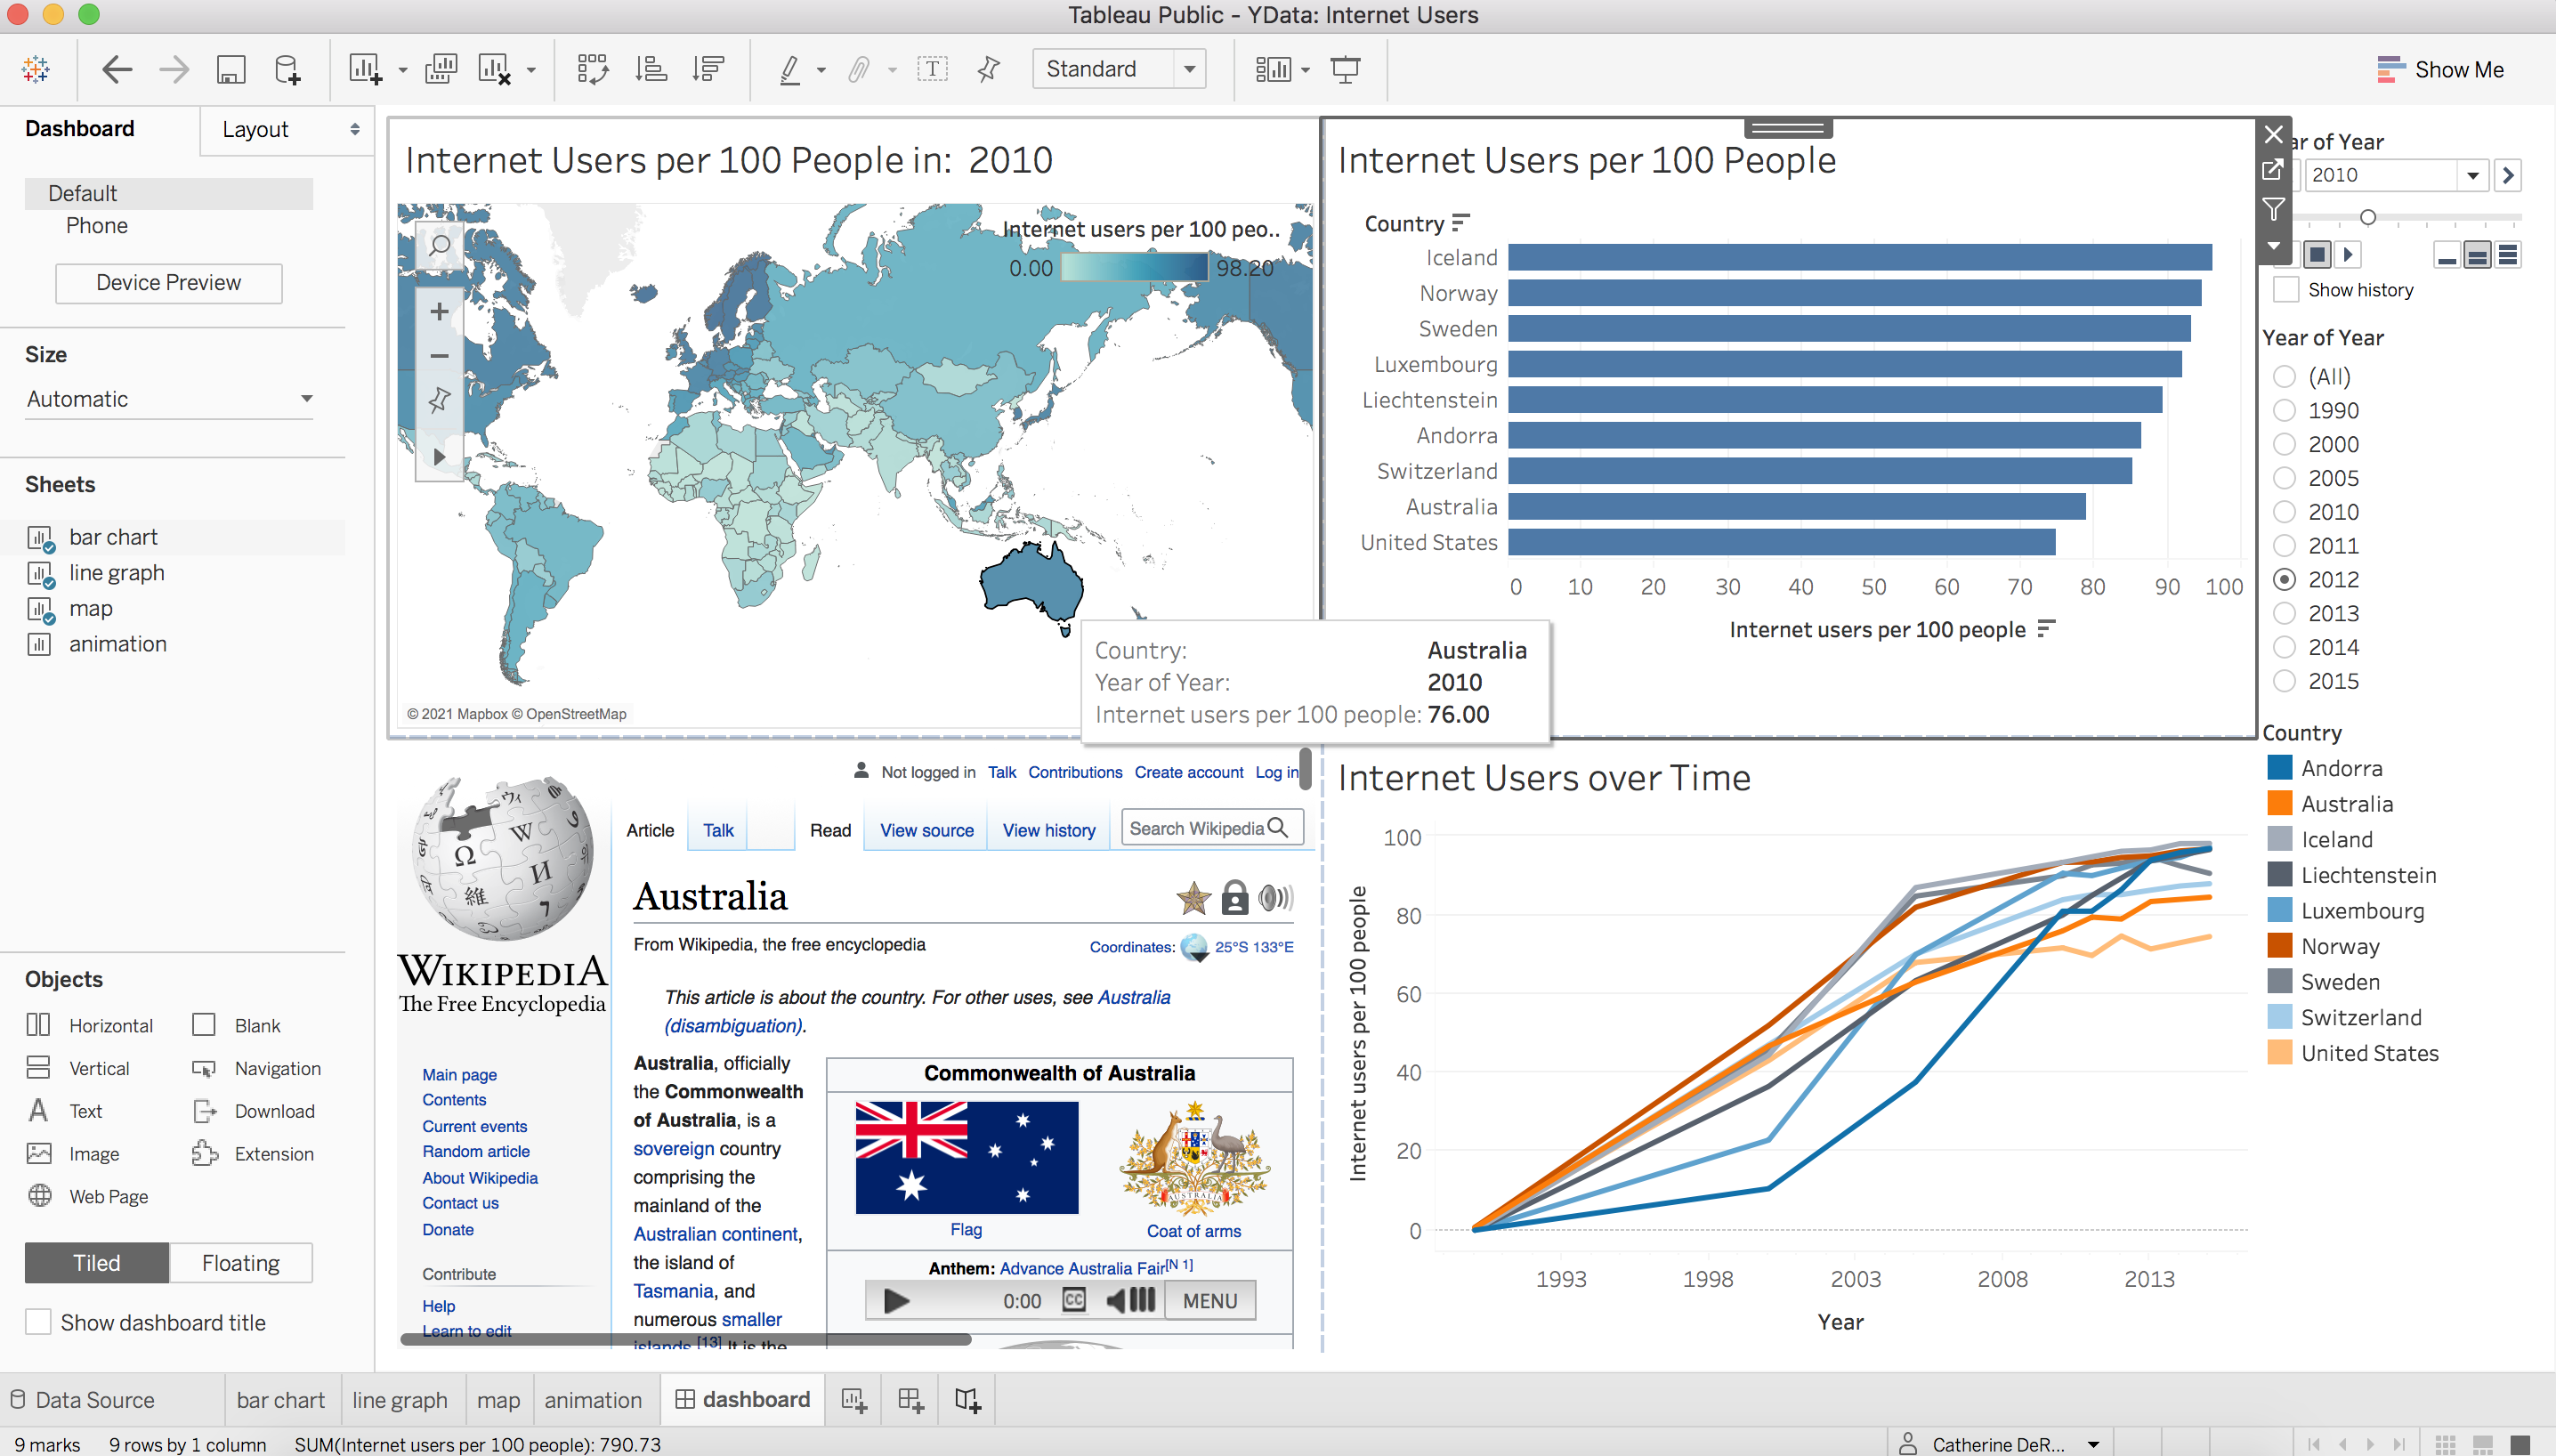 Tableau Public - YData: Internet Users
Standard
Show Me
Dashboard
Layout
Default
Phone
Device Preview
Size
Automatic
Sheets
bar chart
line graph
map
animation
Objects
Horizontal
Blank
Vertical
Navigation
Text
Download
Image
Extension
Web Page
Tiled
Floating
Show dashboard title
Internet Users per 100 People in: 2010
Internet users per 100 peo..
0.00
98.20
© 2021 Mapbox © OpenStreetMap
Country: Australia
Year of Year: 2010
Internet users per 100 people: 76.00
Internet Users per 100 People
Country
Iceland
Norway
Sweden
Luxembourg
Liechtenstein
Andorra
Switzerland
Australia
United States
0 10 20 30 40 50 60 70 80 90 100
Internet users per 100 people
ar of Year
2010
Show history
Year of Year
(All)
1990
2000
2005
2010
2011
2012
2013
2014
2015
Country
Andorra
Australia
Iceland
Liechtenstein
Luxembourg
Norway
Sweden
Switzerland
United States
Not logged in Talk Contributions Create account Log in
Article Talk Read View source View history Search Wikipedia
WIKIPEDIA
The Free Encyclopedia
Main page
Contents
Current events
Random article
About Wikipedia
Contact us
Donate
Contribute
Help
Learn to edit
Australia
From Wikipedia, the free encyclopedia
Coordinates: 25°S 133°E
This article is about the country. For other uses, see Australia
(disambiguation).
Australia, officially
the Commonwealth
of Australia, is a
sovereign country
comprising the
mainland of the
Australian continent,
the island of
Tasmania, and
numerous smaller
islands.[13] It is the
Commonwealth of Australia
AUSTRALIA
Flag
Coat of arms
Anthem: Advance Australia Fair[N 1]
0:00
CC
MENU
Internet Users over Time
Internet users per 100 people
100
80
60
40
20
0
1993 1998 2003 2008 2013
Year
Data Source
bar chart
line graph
map
animation
dashboard
9 marks
9 rows by 1 column
SUM(Internet users per 100 people): 790.73
Catherine DeR...